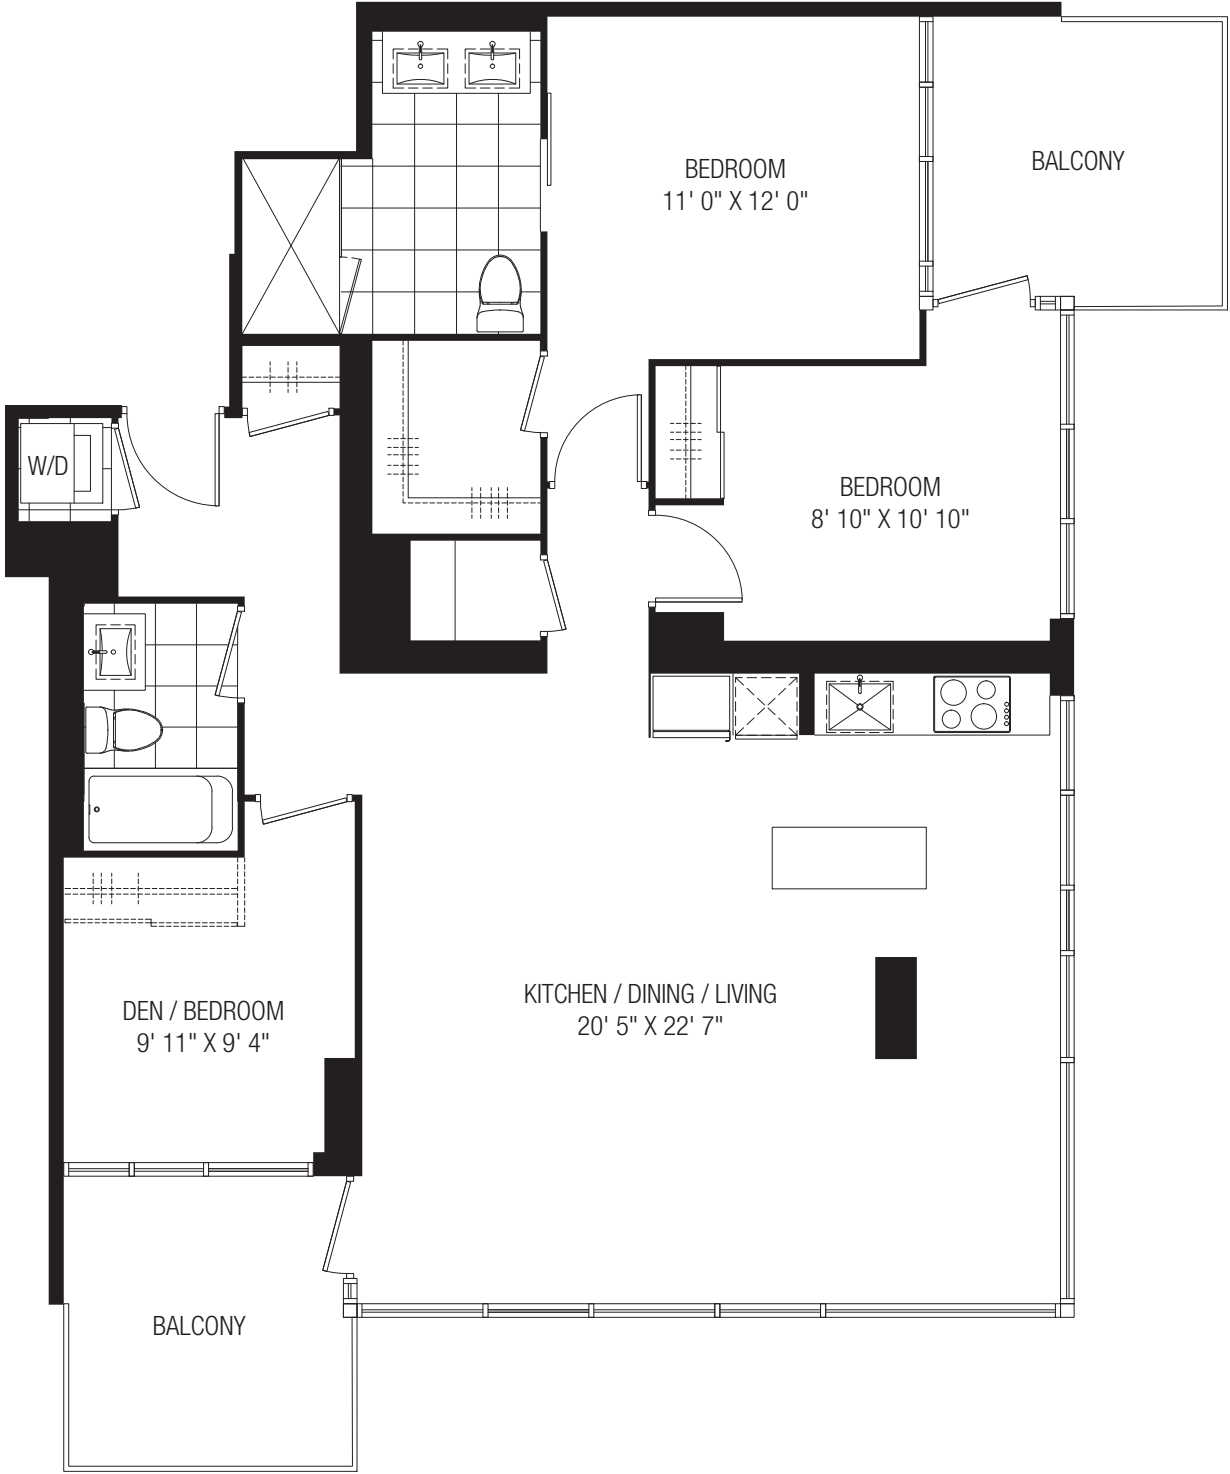 BEDROOM
11' 0" X 12' 0"
BALCONY
W/D
BEDROOM
8' 10" X 10' 10"
KITCHEN / DINING / LIVING
20' 5" X 22' 7"
DEN / BEDROOM
9' 11" X 9' 4"
BALCONY